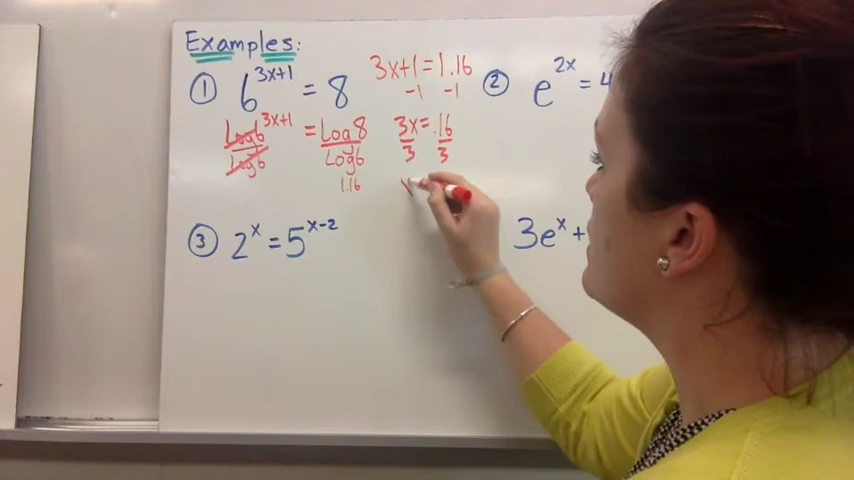 Examples:
① 6^{3x+1} = 8
Log6^{3x+1} = Log8
Log6 Log6
1.16
3x+1 = 1.16
-1 -1
3x = .16
3 3
② e^{2x} = 4
③ 2^x = 5^{x-2}
3e^x +